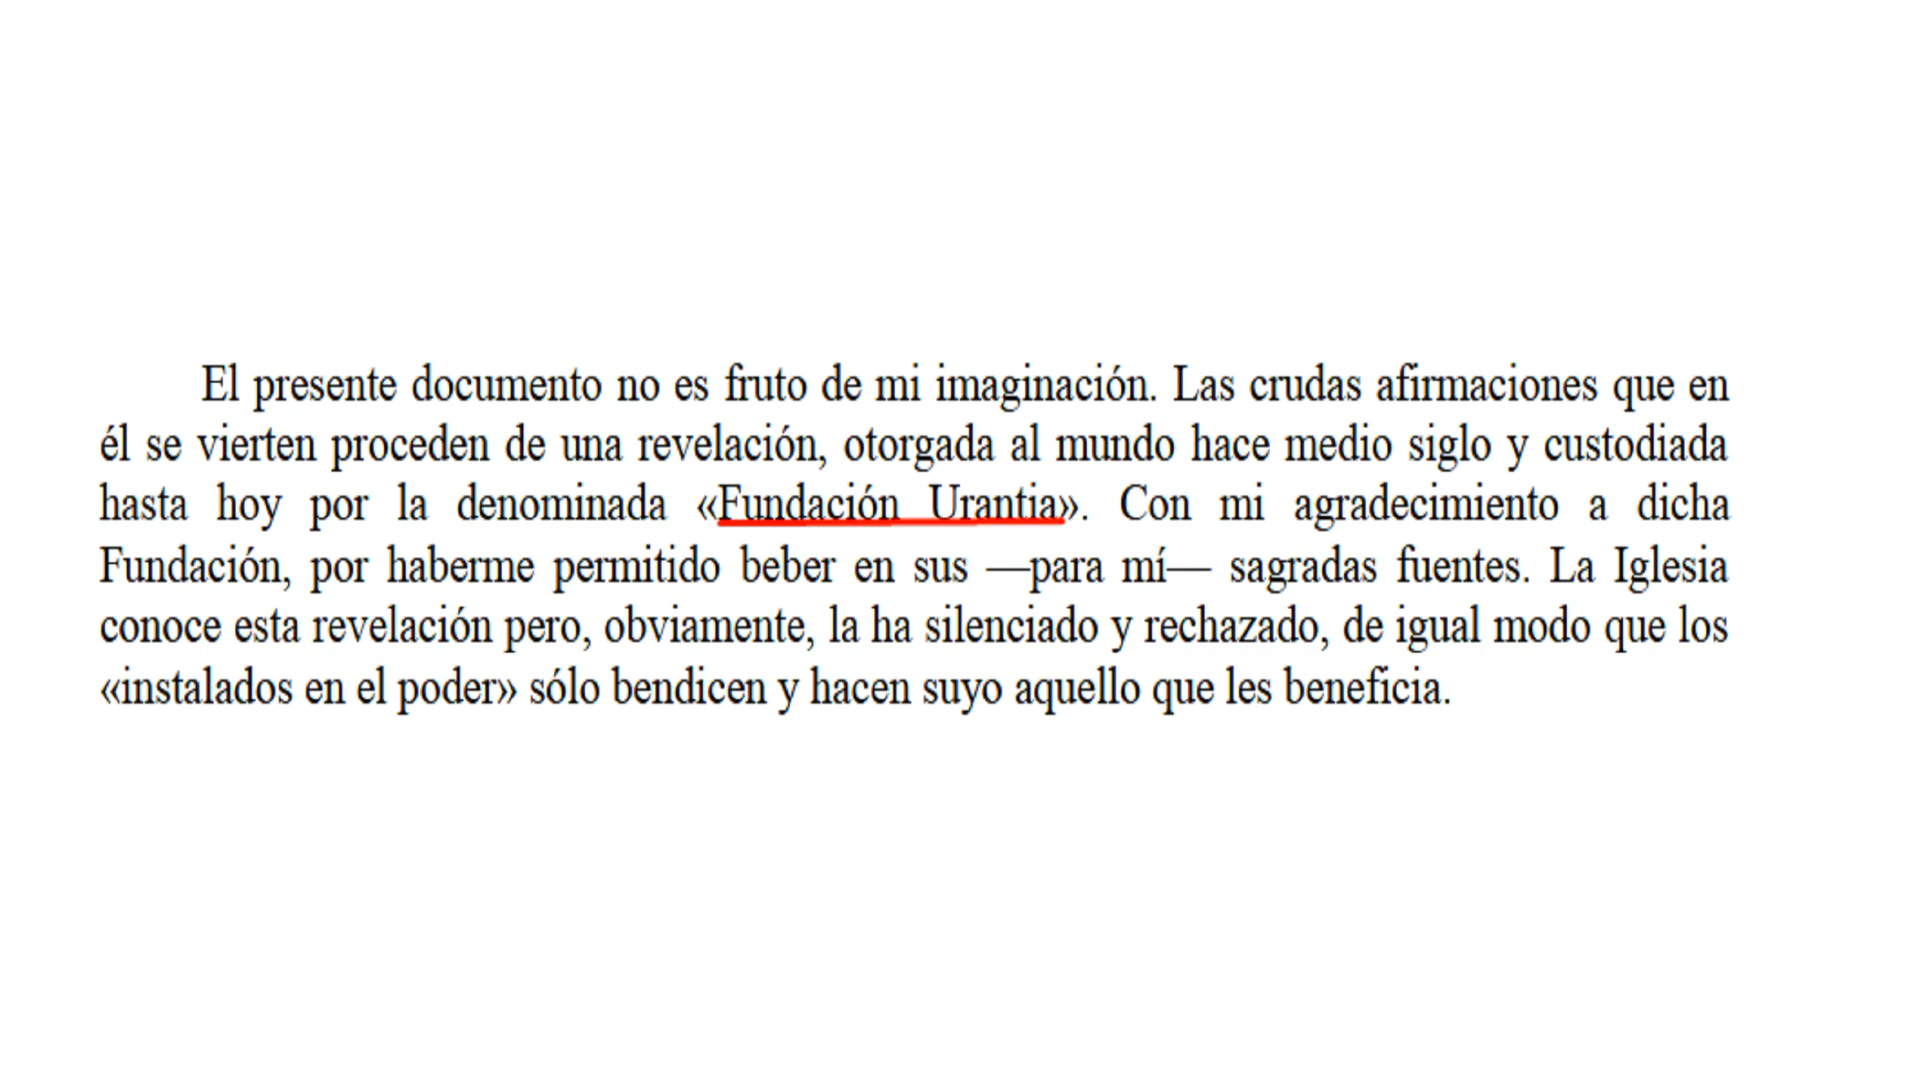 El presente documento no es fruto de mi imaginación. Las crudas afirmaciones que en
él se vierten proceden de una revelación, otorgada al mundo hace medio siglo y custodiada
hasta hoy por la denominada «Fundación Urantia». Con mi agradecimiento a dicha
Fundación, por haberme permitido beber en sus —para mí— sagradas fuentes. La Iglesia
conoce esta revelación pero, obviamente, la ha silenciado y rechazado, de igual modo que los
«instalados en el poder» sólo bendicen y hacen suyo aquello que les beneficia.